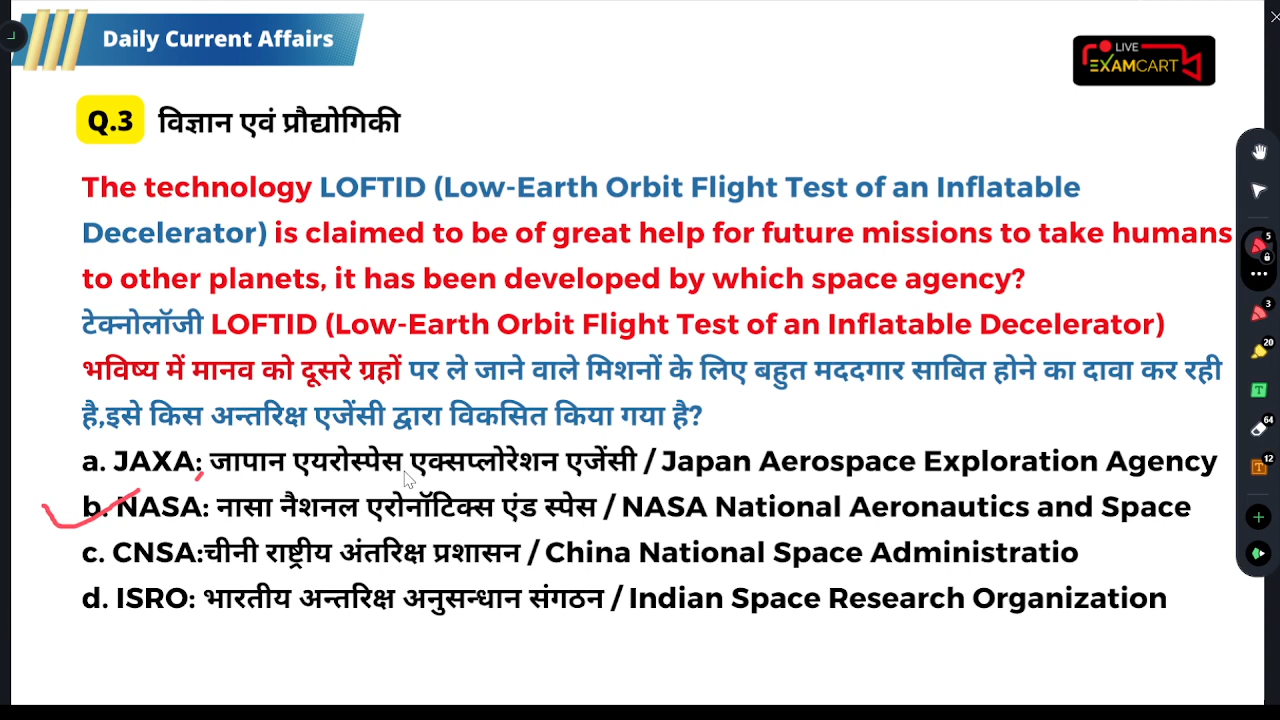 Daily Current Affairs
LIVE
EXAMCART
Q.3 विज्ञान एवं प्रौद्योगिकी
The technology LOFTID (Low-Earth Orbit Flight Test of an Inflatable
Decelerator) is claimed to be of great help for future missions to take humans
to other planets, it has been developed by which space agency?
टेक्नोलॉजी LOFTID (Low-Earth Orbit Flight Test of an Inflatable Decelerator)
भविष्य में मानव को दूसरे ग्रहों पर ले जाने वाले मिशनों के लिए बहुत मददगार साबित होने का दावा कर रही
है,इसे किस अन्तरिक्ष एजेंसी द्वारा विकसित किया गया है?
a. JAXA: जापान एयरोस्पेस एक्सप्लोरेशन एजेंसी / Japan Aerospace Exploration Agency
b. NASA: नासा नैशनल एरोनॉटिक्स एंड स्पेस / NASA National Aeronautics and Space
c. CNSA:चीनी राष्ट्रीय अंतरिक्ष प्रशासन / China National Space Administratio
d. ISRO: भारतीय अन्तरिक्ष अनुसन्धान संगठन / Indian Space Research Organization
5
3
20
T
64
12
T